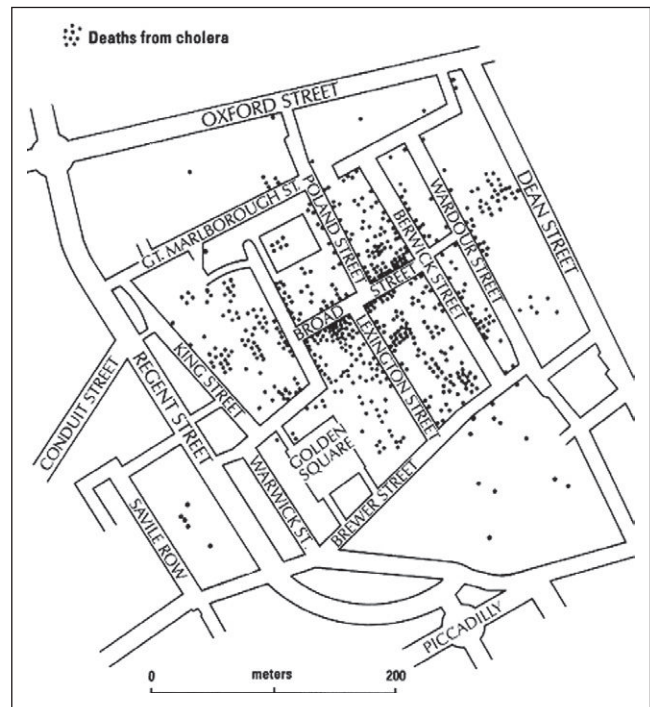 Deaths from cholera
OXFORD STREET
GT. MARLBOROUGH ST.
POLAND STREET
BERWICK STREET
WARDOUR STREET
DEAN STREET
BROAD STREET
LEXINGTON STREET
KING STREET
REGENT STREET
CONDUIT STREET
GOLDEN
SQUARE
WARWICK ST.
BREWER STREET
SAVILE ROW
PICCADILLY
0 meters 200